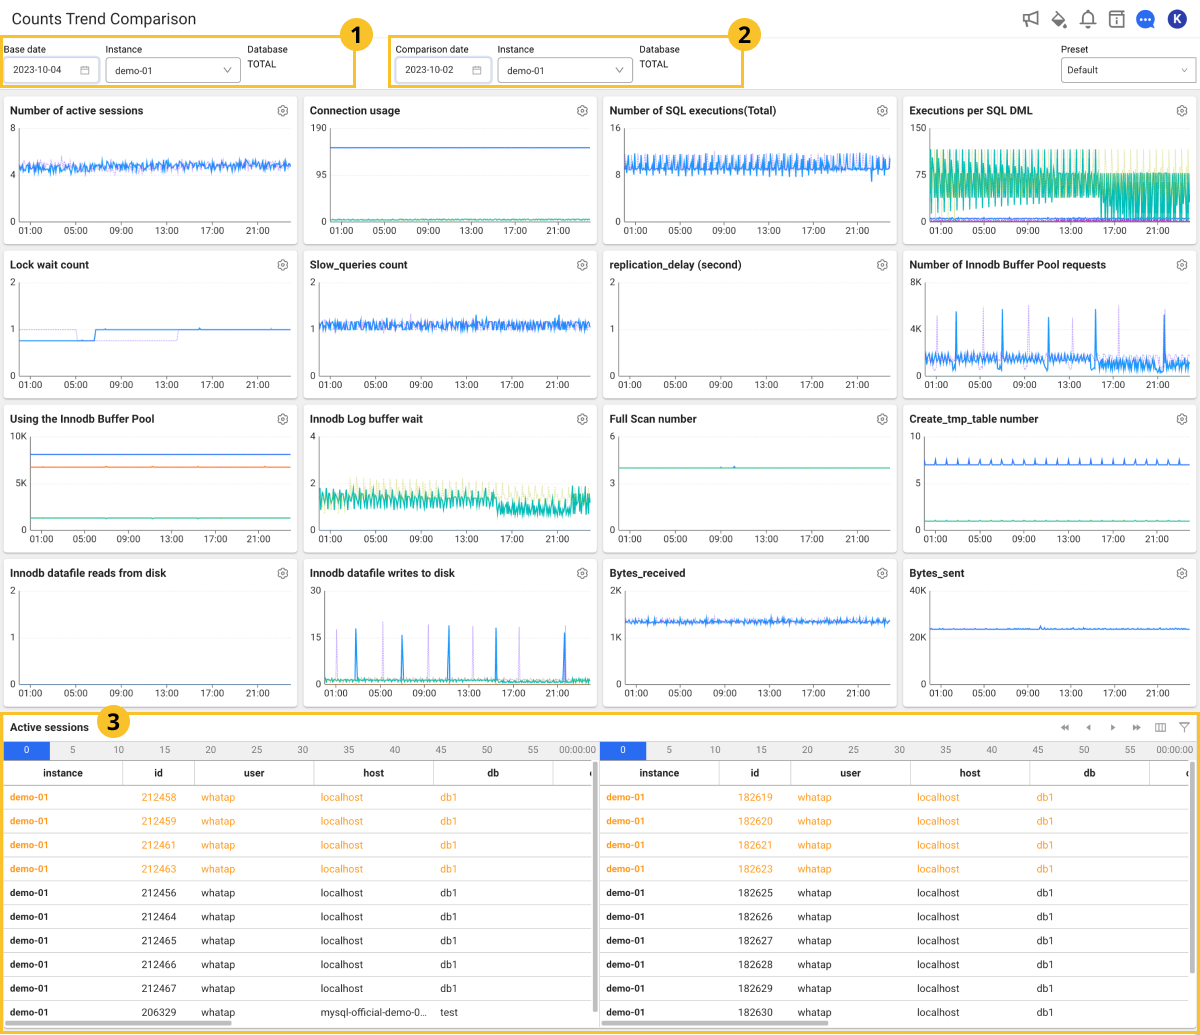 Counts Trend Comparison
K
1
2
Base date
Instance
Database
2023-10-04
demo-01
TOTAL
Comparison date
Instance
Database
2023-10-02
demo-01
TOTAL
Preset
Default
Number of active sessions
8
4
0
01:00 05:00 09:00 13:00 17:00 21:00
Connection usage
190
95
0
01:00 05:00 09:00 13:00 17:00 21:00
Number of SQL executions(Total)
16
8
0
01:00 05:00 09:00 13:00 17:00 21:00
Executions per SQL DML
150
75
0
01:00 05:00 09:00 13:00 17:00 21:00
Lock wait count
2
1
0
01:00 05:00 09:00 13:00 17:00 21:00
Slow_queries count
2
1
0
01:00 05:00 09:00 13:00 17:00 21:00
replication_delay (second)
2
1
0
01:00 05:00 09:00 13:00 17:00 21:00
Number of Innodb Buffer Pool requests
8K
4K
0
01:00 05:00 09:00 13:00 17:00 21:00
Using the Innodb Buffer Pool
10K
5K
0
01:00 05:00 09:00 13:00 17:00 21:00
Innodb Log buffer wait
4
2
0
01:00 05:00 09:00 13:00 17:00 21:00
Full Scan number
6
3
0
01:00 05:00 09:00 13:00 17:00 21:00
Create_tmp_table number
10
5
0
01:00 05:00 09:00 13:00 17:00 21:00
Innodb datafile reads from disk
2
1
0
01:00 05:00 09:00 13:00 17:00 21:00
Innodb datafile writes to disk
30
15
0
01:00 05:00 09:00 13:00 17:00 21:00
Bytes_received
2K
1K
0
01:00 05:00 09:00 13:00 17:00 21:00
Bytes_sent
40K
20K
0
01:00 05:00 09:00 13:00 17:00 21:00
Active sessions
3
0 5 10 15 20 25 30 35 40 45 50 55 00:00:00
instance id user host db
demo-01 212458 whatap localhost db1
demo-01 212459 whatap localhost db1
demo-01 212461 whatap localhost db1
demo-01 212463 whatap localhost db1
demo-01 212456 whatap localhost db1
demo-01 212464 whatap localhost db1
demo-01 212465 whatap localhost db1
demo-01 212466 whatap localhost db1
demo-01 212467 whatap localhost db1
demo-01 206329 whatap mysql-official-demo-0... test
0 5 10 15 20 25 30 35 40 45 50 55 00:00:00
instance id user host db
demo-01 182619 whatap localhost db1
demo-01 182620 whatap localhost db1
demo-01 182621 whatap localhost db1
demo-01 182623 whatap localhost db1
demo-01 182625 whatap localhost db1
demo-01 182626 whatap localhost db1
demo-01 182627 whatap localhost db1
demo-01 182628 whatap localhost db1
demo-01 182629 whatap localhost db1
demo-01 182630 whatap localhost db1